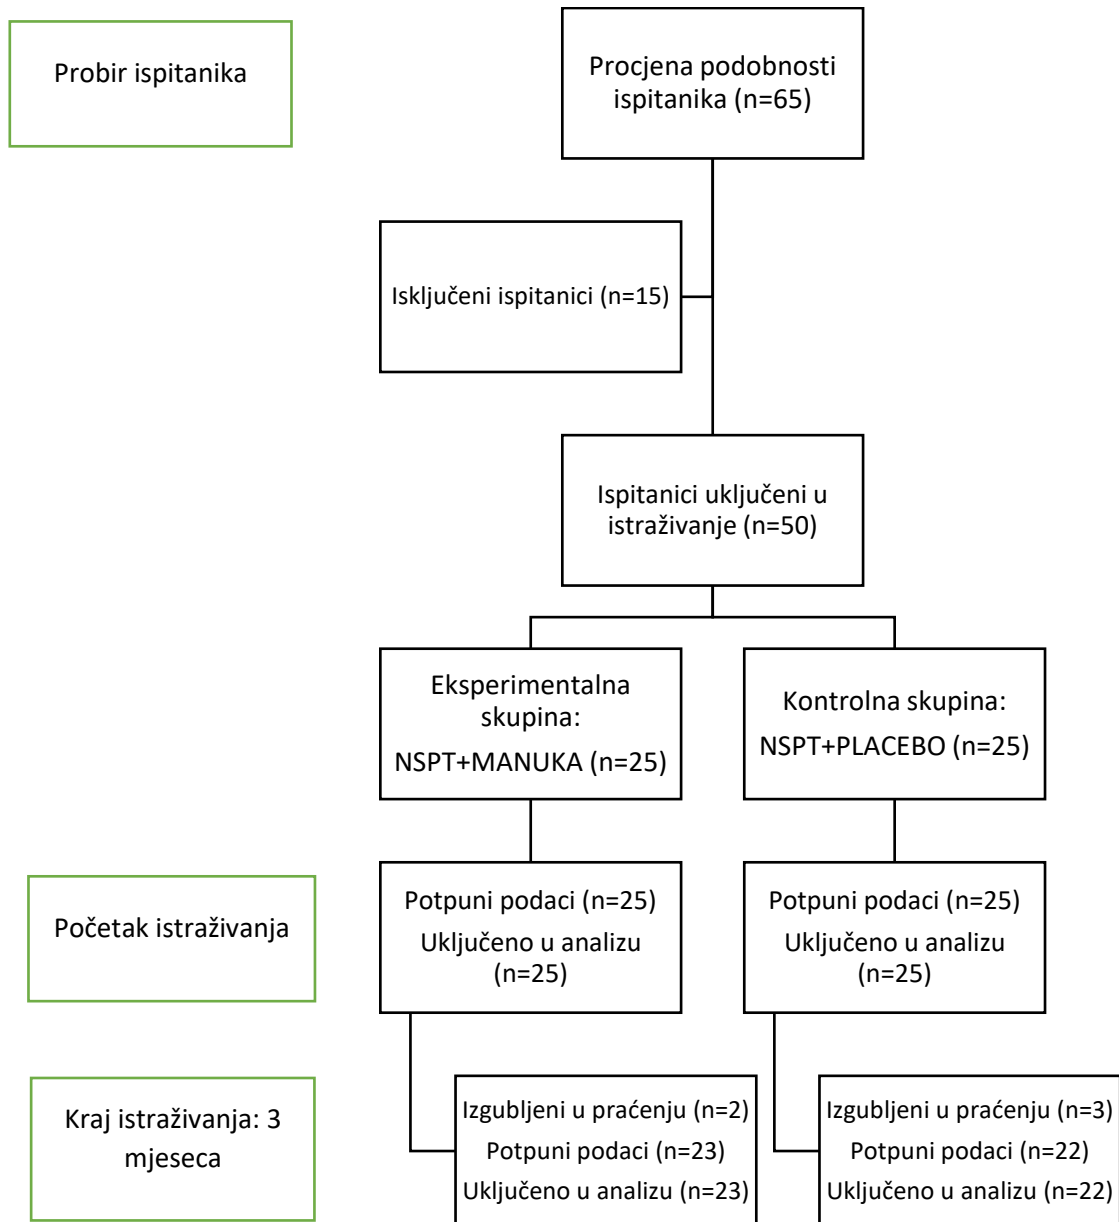 Probir ispitanika
Procjena podobnosti
ispitanika (n=65)
Isključeni ispitanici (n=15)
Ispitanici uključeni u
istraživanje (n=50)
Eksperimentalna
skupina:
NSPT+MANUKA (n=25)
Kontrolna skupina:
NSPT+PLACEBO (n=25)
Početak istraživanja
Potpuni podaci (n=25)
Uključeno u analizu
(n=25)
Potpuni podaci (n=25)
Uključeno u analizu
(n=25)
Kraj istraživanja: 3
mjeseca
Izgubljeni u praćenju (n=2)
Potpuni podaci (n=23)
Uključeno u analizu (n=23)
Izgubljeni u praćenju (n=3)
Potpuni podaci (n=22)
Uključeno u analizu (n=22)